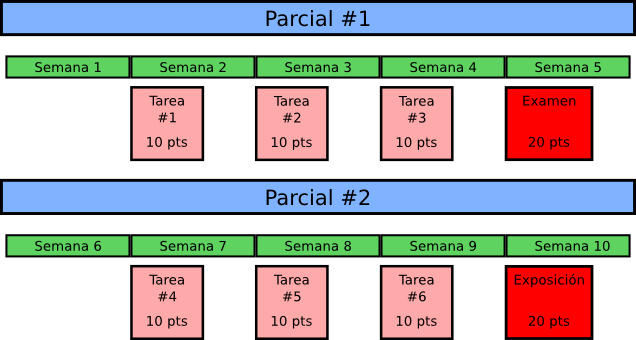 Parcial #1
Semana 1 Semana 2 Semana 3 Semana 4 Semana 5
Tarea Tarea Tarea Examen
#1 #2 #3
10 pts 10 pts 10 pts 20 pts
Parcial #2
Semana 6 Semana 7 Semana 8 Semana 9 Semana 10
Tarea Tarea Tarea Exposición
#4 #5 #6
10 pts 10 pts 10 pts 20 pts